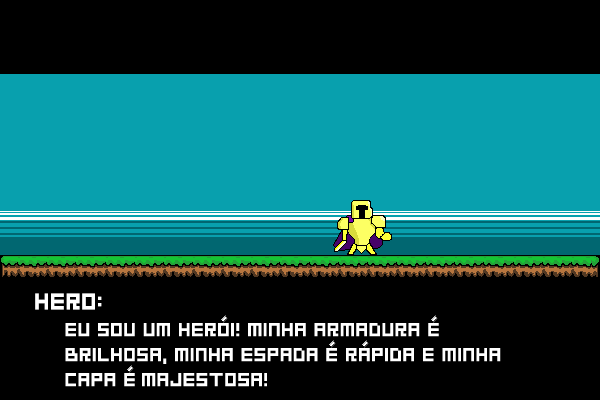 HERO:
EU SOU UM HERÓI! MINHA ARMADURA É
BRILHOSA, MINHA ESPADA É RÁPIDA E MINHA
CAPA É MAJESTOSA!